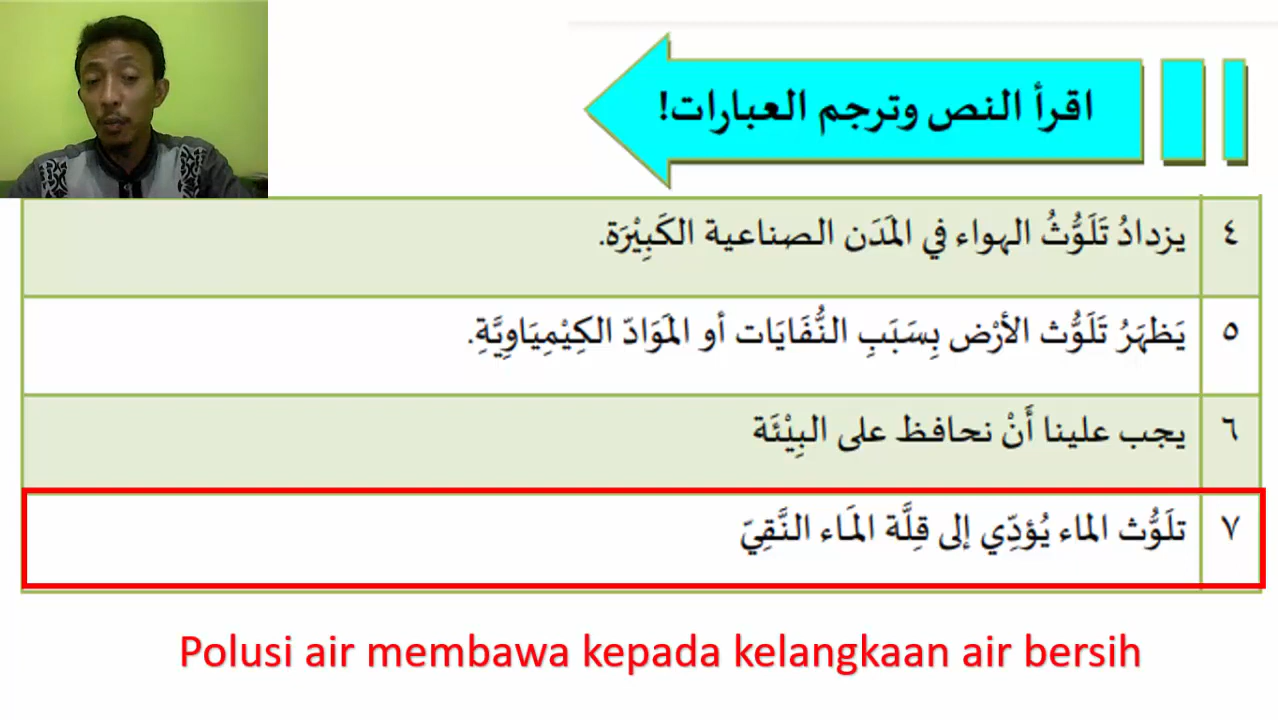 اقرأ النص وترجم العبارات!
٤ يزدادُ تَلَوُّثُ الهواء في المَدَن الصناعية الكَبِيْرَة.
٥ يَظهَرُ تَلَوُّث الأرْض بِسَبَبِ النُّفَايَات أو المَوَادّ الكِيْمِيَاوِيَّةِ.
٦ يجب علينا أَنْ نحافظ على البِيْئَة
٧ تلَوُّث الماء يُؤدِّي إلى قِلَّة المَاء النَّقِيّ
Polusi air membawa kepada kelangkaan air bersih